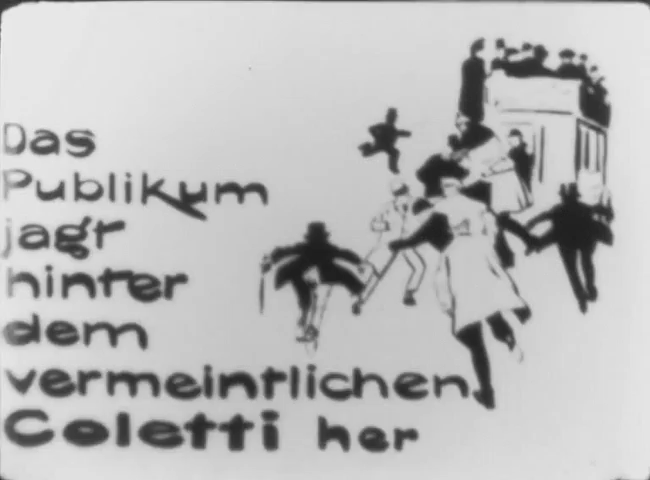 Das
Publikum
jagt
hinter
dem
vermeintlichen
Coletti her